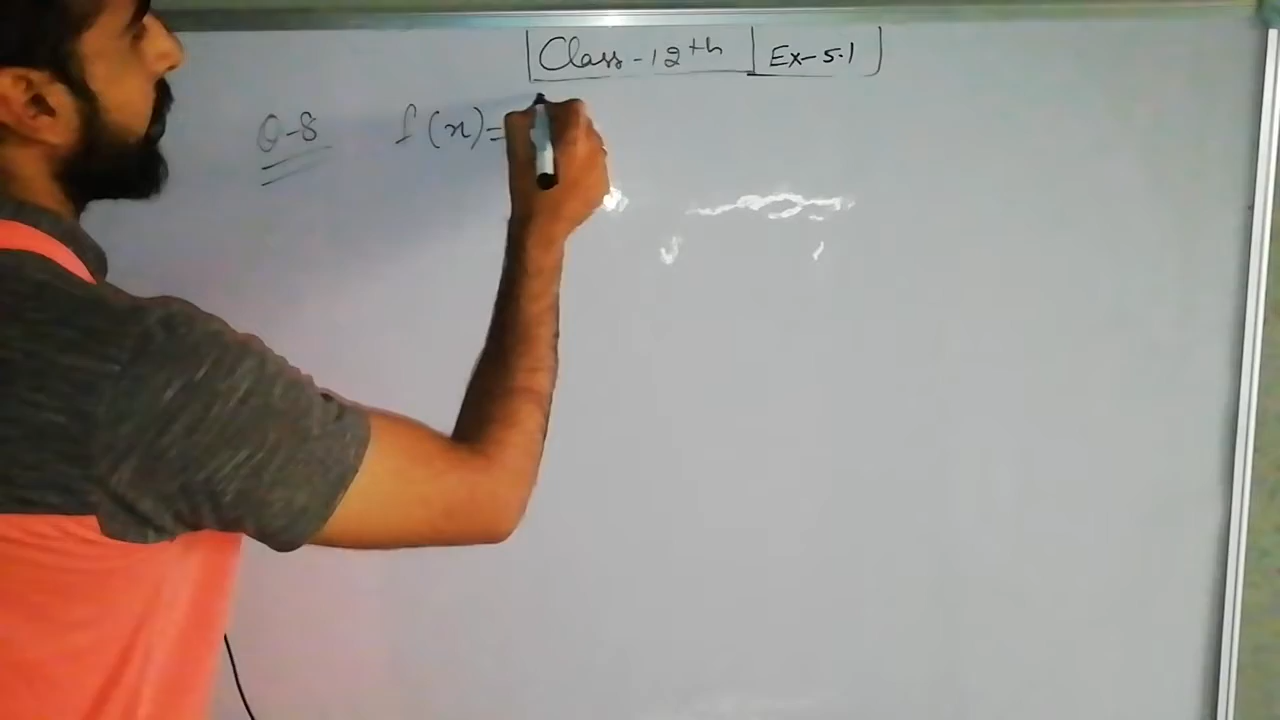 Class-12th | Ex-5.1
Q-8 f(x)=